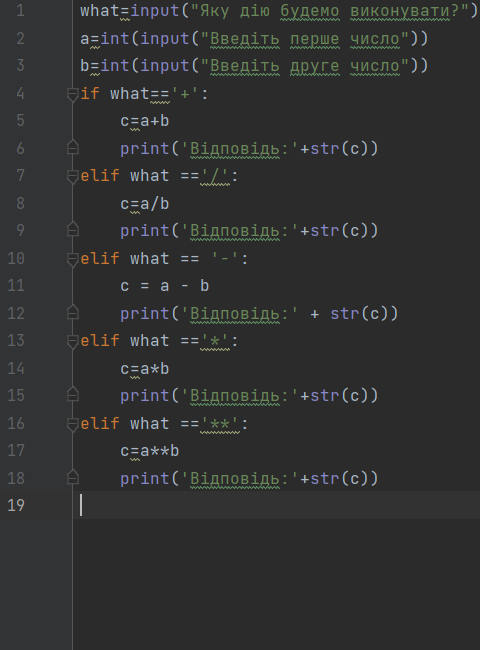 1 what=input("Яку дію будемо виконувати?")
2 a=int(input("Введіть перше число"))
3 b=int(input("Введіть друге число"))
4 if what=='+':
5 c=a+b
6 print('Відповідь:'+str(c))
7 elif what =='/':
8 c=a/b
9 print('Відповідь:'+str(c))
10 elif what == '-':
11 c = a - b
12 print('Відповідь:' + str(c))
13 elif what =='*':
14 c=a*b
15 print('Відповідь:'+str(c))
16 elif what =='**':
17 c=a**b
18 print('Відповідь:'+str(c))
19